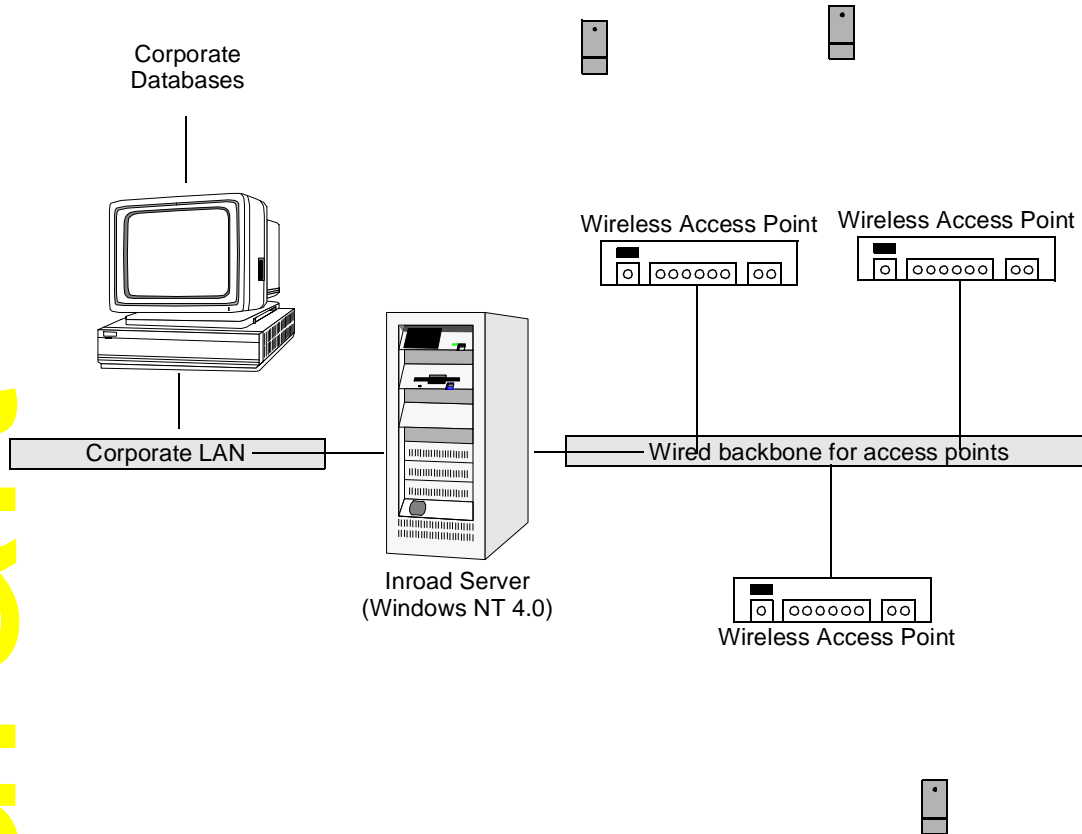 Corporate
Databases
Wireless Access Point
Wireless Access Point
Corporate LAN
Wired backbone for access points
Inroad Server
(Windows NT 4.0)
Wireless Access Point